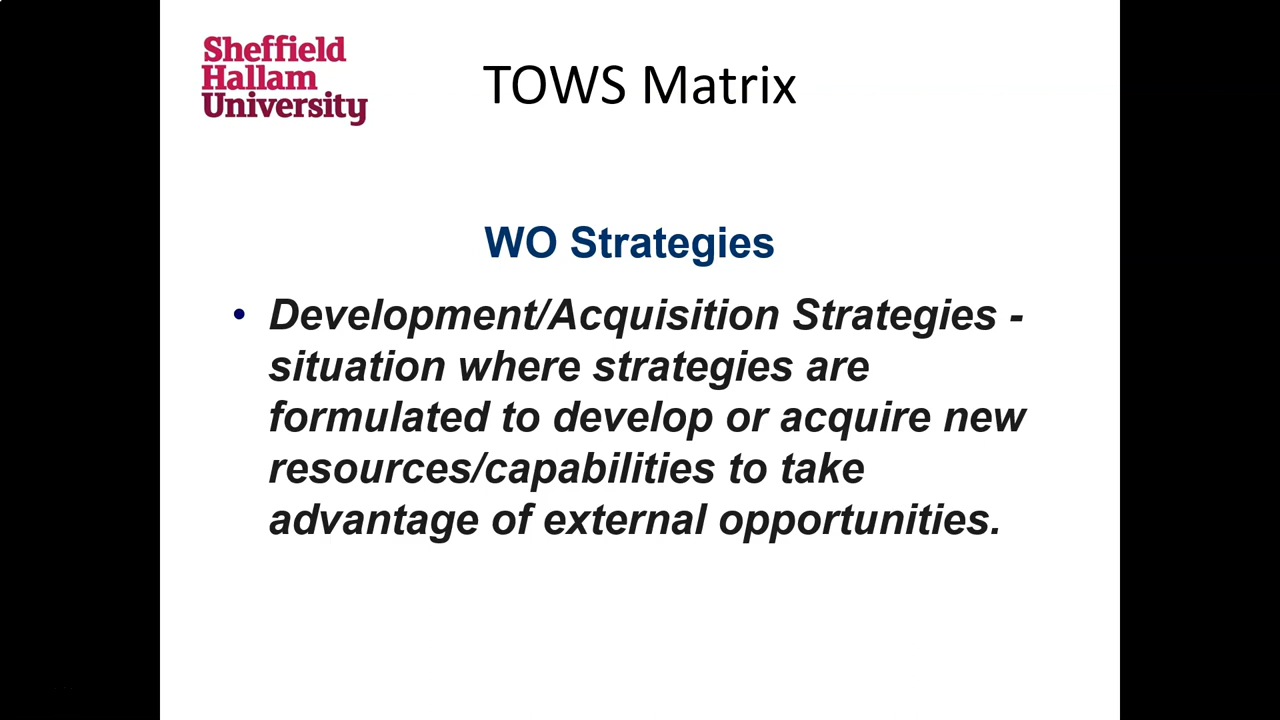 Sheffield
Hallam
University
TOWS Matrix
WO Strategies
• Development/Acquisition Strategies -
situation where strategies are
formulated to develop or acquire new
resources/capabilities to take
advantage of external opportunities.